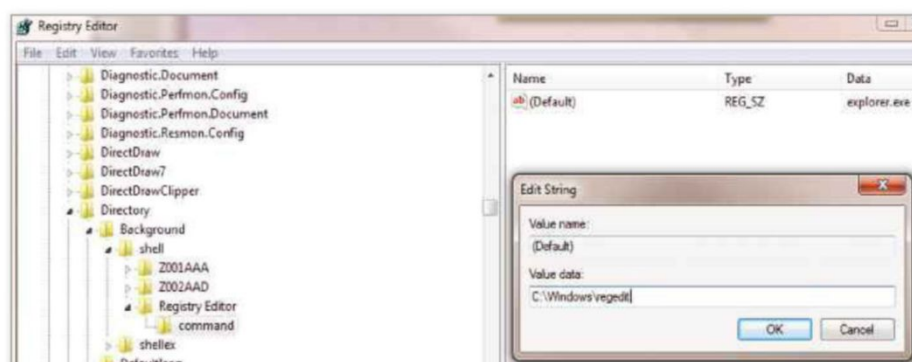 Registry Editor
File Edit View Favorites Help
Diagnostic.Document
Diagnostic.Perfmon.Config
Diagnostic.Perfmon.Document
Diagnostic.Resmon.Config
DirectDraw
DirectDraw7
DirectDrawClipper
Directory
Background
shell
Z001AAA
Z002AAD
Registry Editor
command
shellex
DefaultIcon
Name Type Data
ab (Default) REG_SZ explorer.exe
Edit String
Value name:
(Default)
Value data:
C:\Windows\regedit
OK Cancel